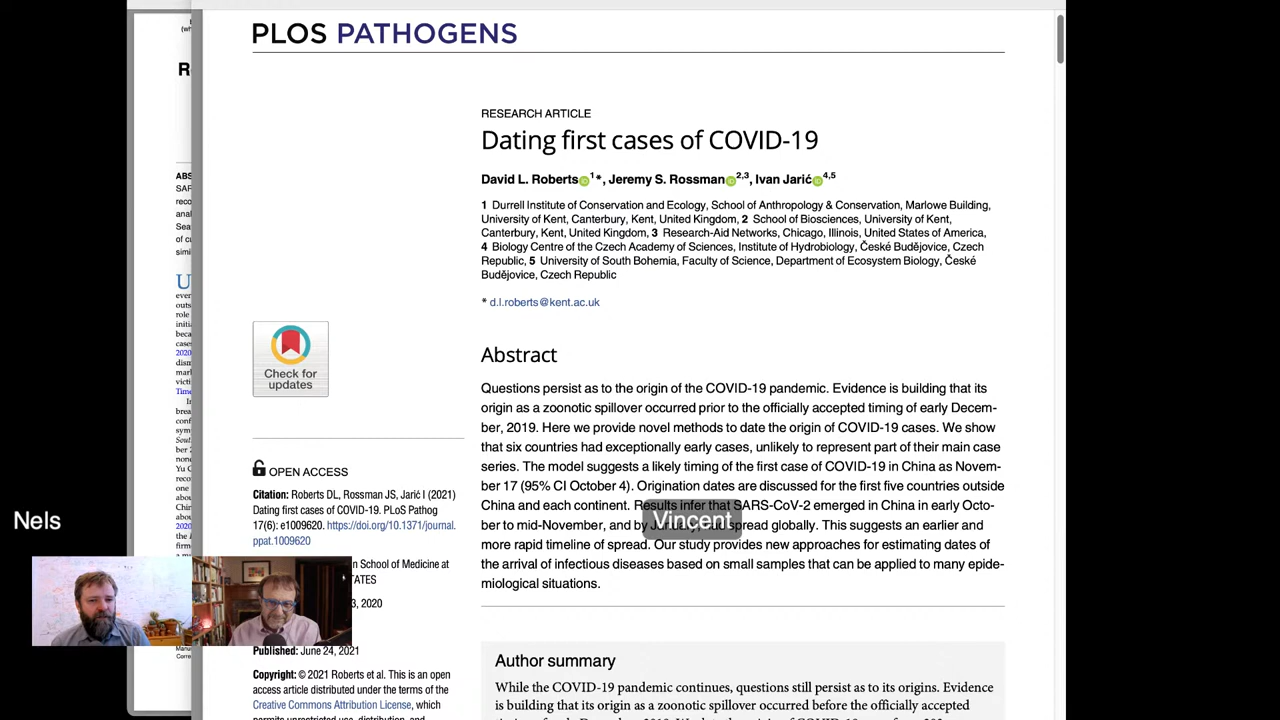 PLOS PATHOGENS
RESEARCH ARTICLE
Dating first cases of COVID-19
David L. Roberts 1*, Jeremy S. Rossman 2,3, Ivan Jarić 4,5
1 Durrell Institute of Conservation and Ecology, School of Anthropology & Conservation, Marlowe Building,
University of Kent, Canterbury, Kent, United Kingdom, 2 School of Biosciences, University of Kent,
Canterbury, Kent, United Kingdom, 3 Research-Aid Networks, Chicago, Illinois, United States of America,
4 Biology Centre of the Czech Academy of Sciences, Institute of Hydrobiology, České Budějovice, Czech
Republic, 5 University of South Bohemia, Faculty of Science, Department of Ecosystem Biology, České
Budějovice, Czech Republic
* d.l.roberts@kent.ac.uk
Check for
updates
Abstract
Questions persist as to the origin of the COVID-19 pandemic. Evidence is building that its
origin as a zoonotic spillover occurred prior to the officially accepted timing of early Decem-
ber, 2019. Here we provide novel methods to date the origin of COVID-19 cases. We show
that six countries had exceptionally early cases, unlikely to represent part of their main case
series. The model suggests a likely timing of the first case of COVID-19 in China as Novem-
ber 17 (95% CI October 4). Origination dates are discussed for the first five countries outside
China and each continent. Results infer that SARS-CoV-2 emerged in China in early Octo-
ber to mid-November, and by spread globally. This suggests an earlier and
more rapid timeline of spread. Our study provides new approaches for estimating dates of
the arrival of infectious diseases based on small samples that can be applied to many epide-
miological situations.
OPEN ACCESS
Citation: Roberts DL, Rossman JS, Jarić I (2021)
Dating first cases of COVID-19. PLoS Pathog
17(6): e1009620. https://doi.org/10.1371/journal.
ppat.1009620
n School of Medicine at
TATES
3, 2020
Published: June 24, 2021
Copyright: © 2021 Roberts et al. This is an open
access article distributed under the terms of the
Creative Commons Attribution License, which
permits unrestricted use, distribution, and
Author summary
While the COVID-19 pandemic continues, questions still persist as to its origins. Evidence
is building that its origin as a zoonotic spillover occurred before the officially accepted
Nels
Vincent